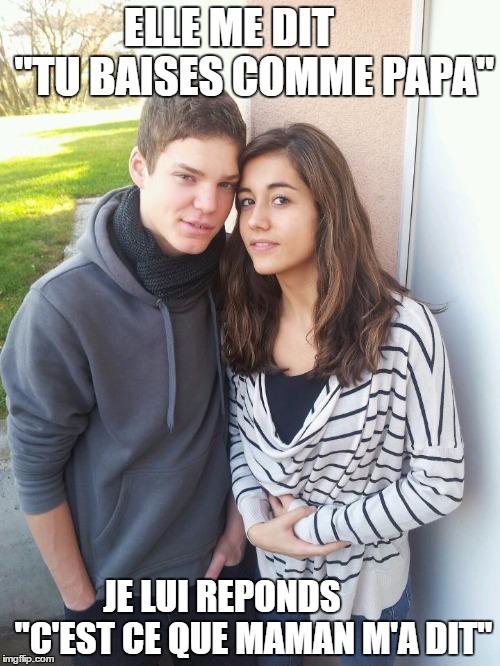 ELLE ME DIT
"TU BAISES COMME PAPA"
JE LUI REPONDS
"C'EST CE QUE MAMAN M'A DIT"
imgflip.com